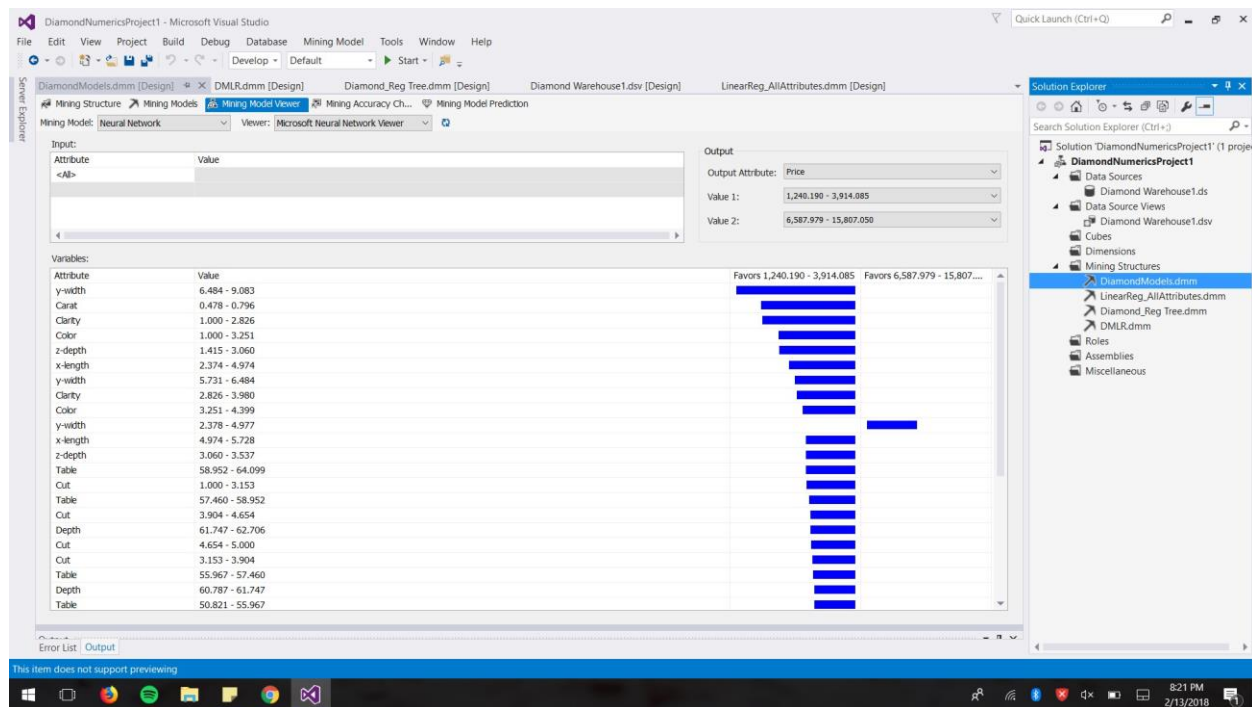 DiamondNumericsProject1 - Microsoft Visual Studio
Quick Launch (Ctrl+Q)
File Edit View Project Build Debug Database Mining Model Tools Window Help
Develop Default Start
Server Explorer
DiamondModels.dmm [Design] DMLR.dmm [Design] Diamond_Reg Tree.dmm [Design] Diamond Warehouse1.dsv [Design] LinearReg_AllAttributes.dmm [Design]
Mining Structure Mining Models Mining Model Viewer Mining Accuracy Ch... Mining Model Prediction
Mining Model: Neural Network Viewer: Microsoft Neural Network Viewer
Input:
Attribute Value
<All>
Output
Output Attribute: Price
Value 1: 1,240.190 - 3,914.085
Value 2: 6,587.979 - 15,807.050
Variables:
Attribute Value Favors 1,240.190 - 3,914.085 Favors 6,587.979 - 15,807....
y-width 6.484 - 9.083
Carat 0.478 - 0.796
Clarity 1.000 - 2.826
Color 1.000 - 3.251
z-depth 1.415 - 3.060
x-length 2.374 - 4.974
y-width 5.731 - 6.484
Clarity 2.826 - 3.980
Color 3.251 - 4.399
y-width 2.378 - 4.977
x-length 4.974 - 5.728
z-depth 3.060 - 3.537
Table 58.952 - 64.099
Cut 1.000 - 3.153
Table 57.460 - 58.952
Cut 3.904 - 4.654
Depth 61.747 - 62.706
Cut 4.654 - 5.000
Cut 3.153 - 3.904
Table 55.967 - 57.460
Depth 60.787 - 61.747
Table 50.821 - 55.967
Error List Output
This item does not support previewing
Solution Explorer
Search Solution Explorer (Ctrl+;)
Solution 'DiamondNumericsProject1' (1 proje
DiamondNumericsProject1
Data Sources
Diamond Warehouse1.ds
Data Source Views
Diamond Warehouse1.dsv
Cubes
Dimensions
Mining Structures
DiamondModels.dmm
LinearReg_AllAttributes.dmm
Diamond_Reg Tree.dmm
DMLR.dmm
Roles
Assemblies
Miscellaneous
8:21 PM
2/13/2018